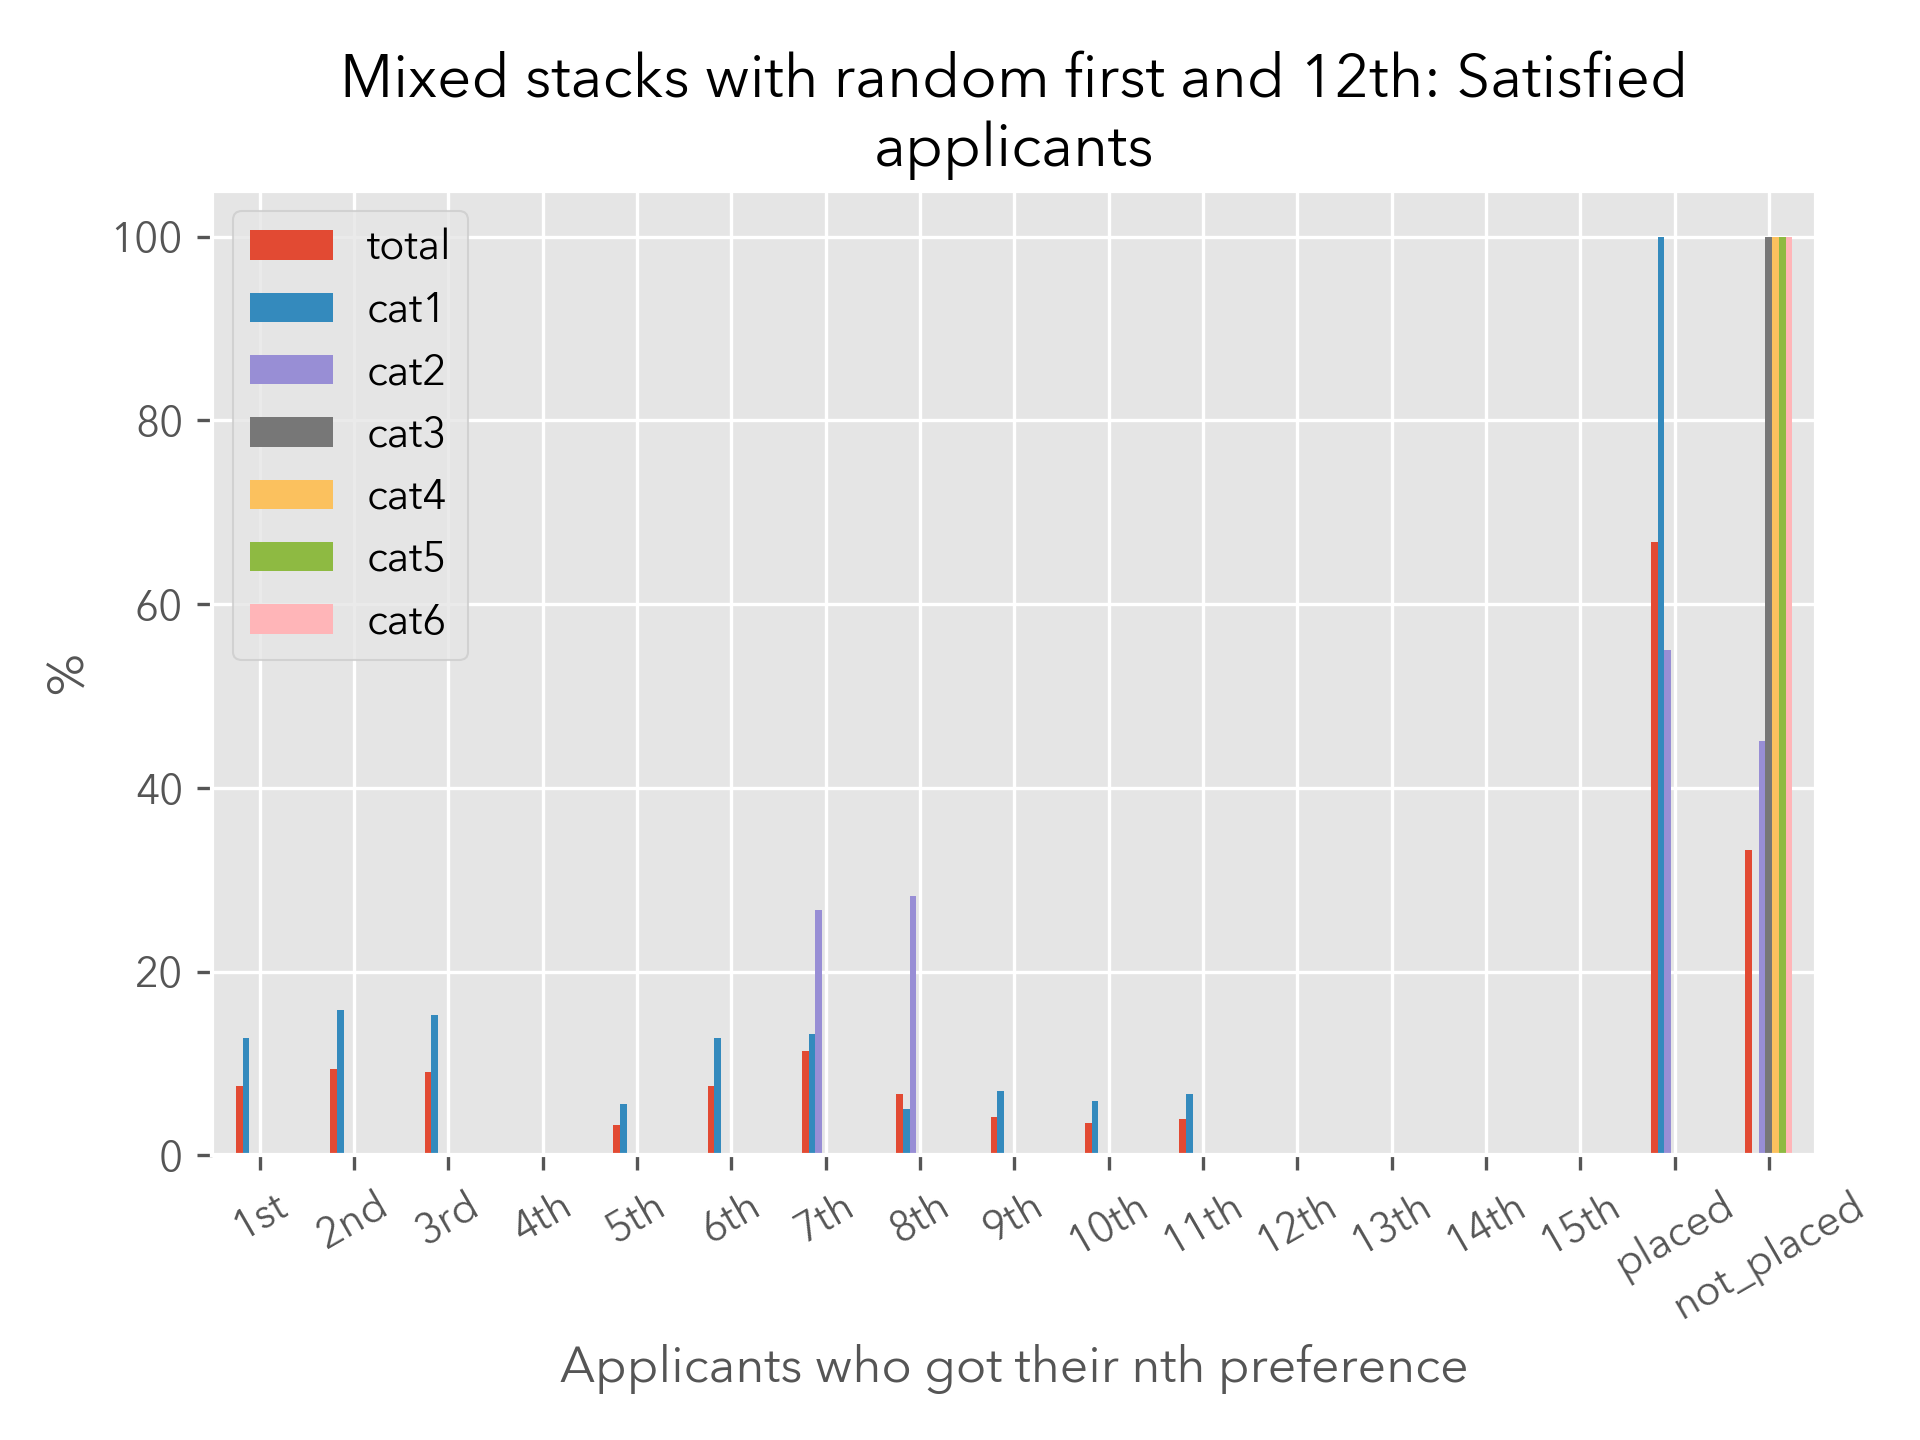 Mixed stacks with random first and 12th: Satisfied
applicants
100
80
60
40
20
0
%
total
cat1
cat2
cat3
cat4
cat5
cat6
1st
2nd
3rd
4th
5th
6th
7th
8th
9th
10th
11th
12th
13th
14th
15th
placed
not_placed
Applicants who got their nth preference